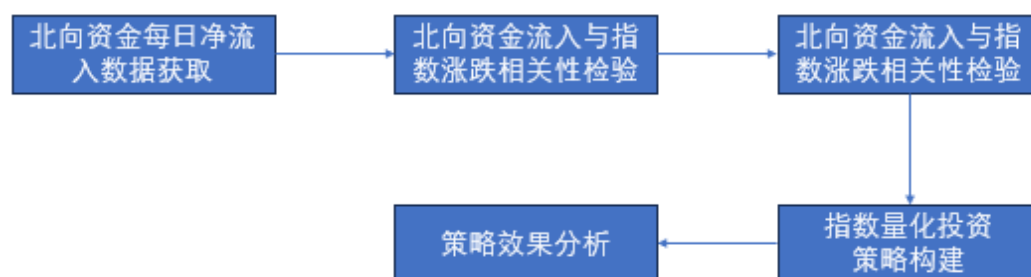 北向资金每日净流
入数据获取
北向资金流入与指
数涨跌相关性检验
北向资金流入与指
数涨跌相关性检验
指数量化投资
策略构建
策略效果分析